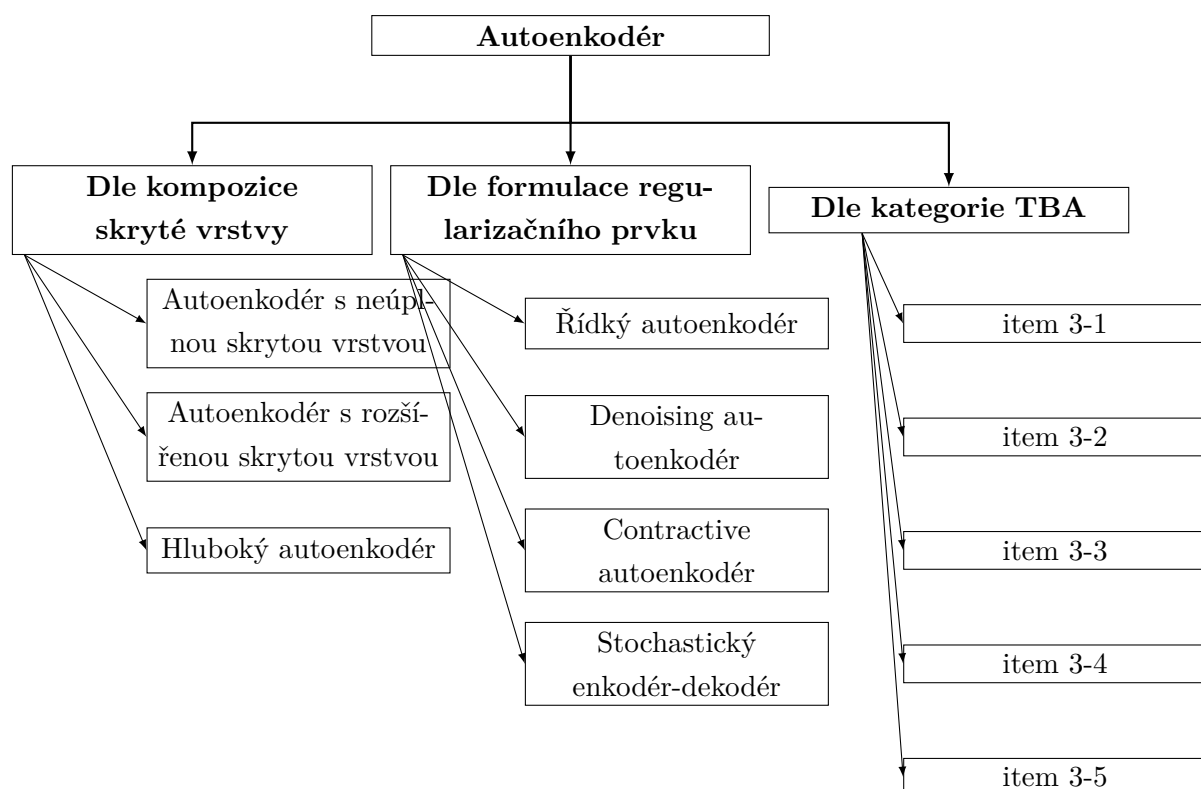 Autoenkodér
Dle kompozice
skryté vrstvy
Autoenkodér s neúpl-
nou skrytou vrstvou
Autoenkodér s rozší-
řenou skrytou vrstvou
Hluboký autoenkodér
Dle formulace regu-
larizačního prvku
Řídký autoenkodér
Denoising au-
toenkodér
Contractive
autoenkodér
Stochastický
enkodér-dekodér
Dle kategorie TBA
item 3-1
item 3-2
item 3-3
item 3-4
item 3-5